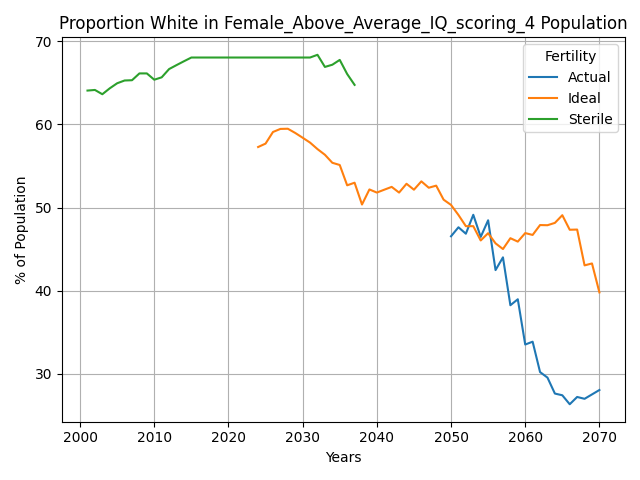 Proportion White in Female_Above_Average_IQ_scoring_4 Population
70
60
50
40
30
% of Population
Fertility
Actual
Ideal
Sterile
2000
2010
2020
2030
2040
2050
2060
2070
Years